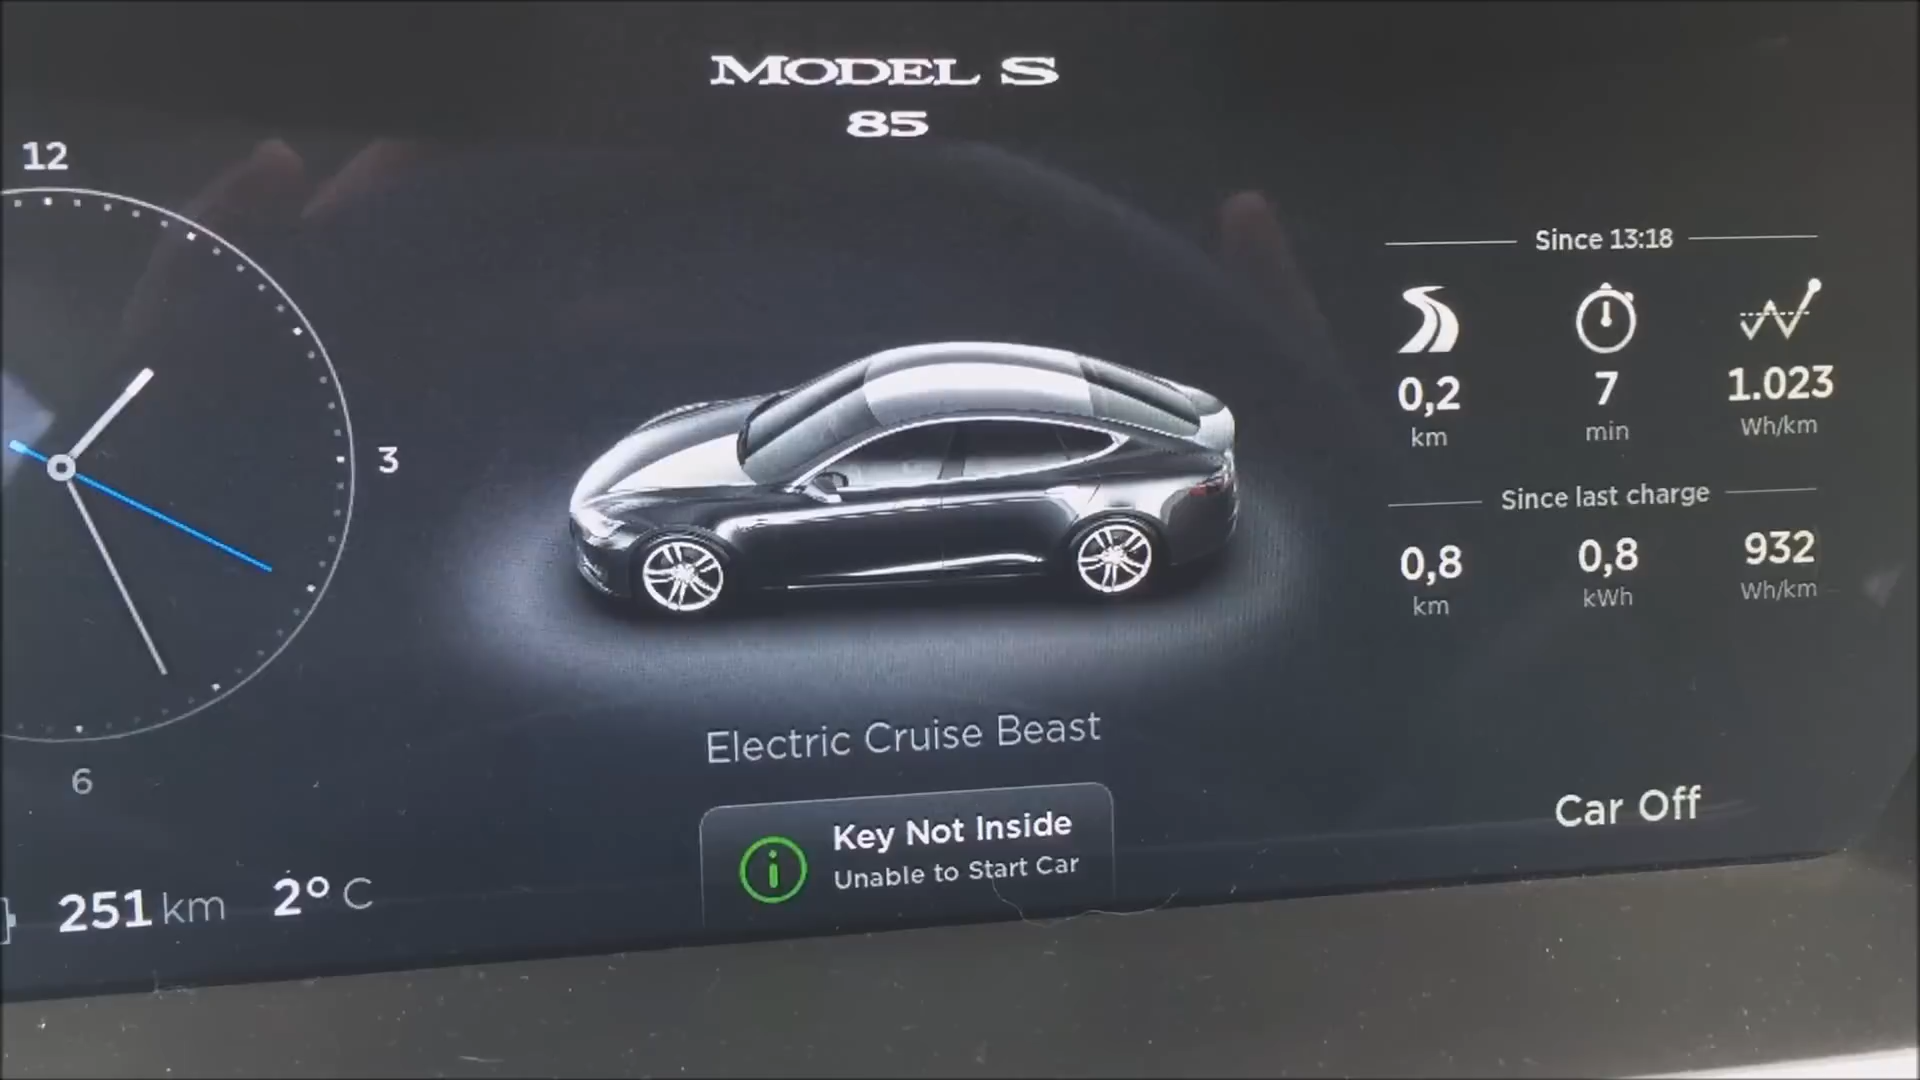 MODEL S
85
12
3
6
Since 13:18
0,2 km
7 min
1.023 Wh/km
Since last charge
0,8 km
0,8 kWh
932 Wh/km
Electric Cruise Beast
Key Not Inside
Unable to Start Car
Car Off
251 km 2° C